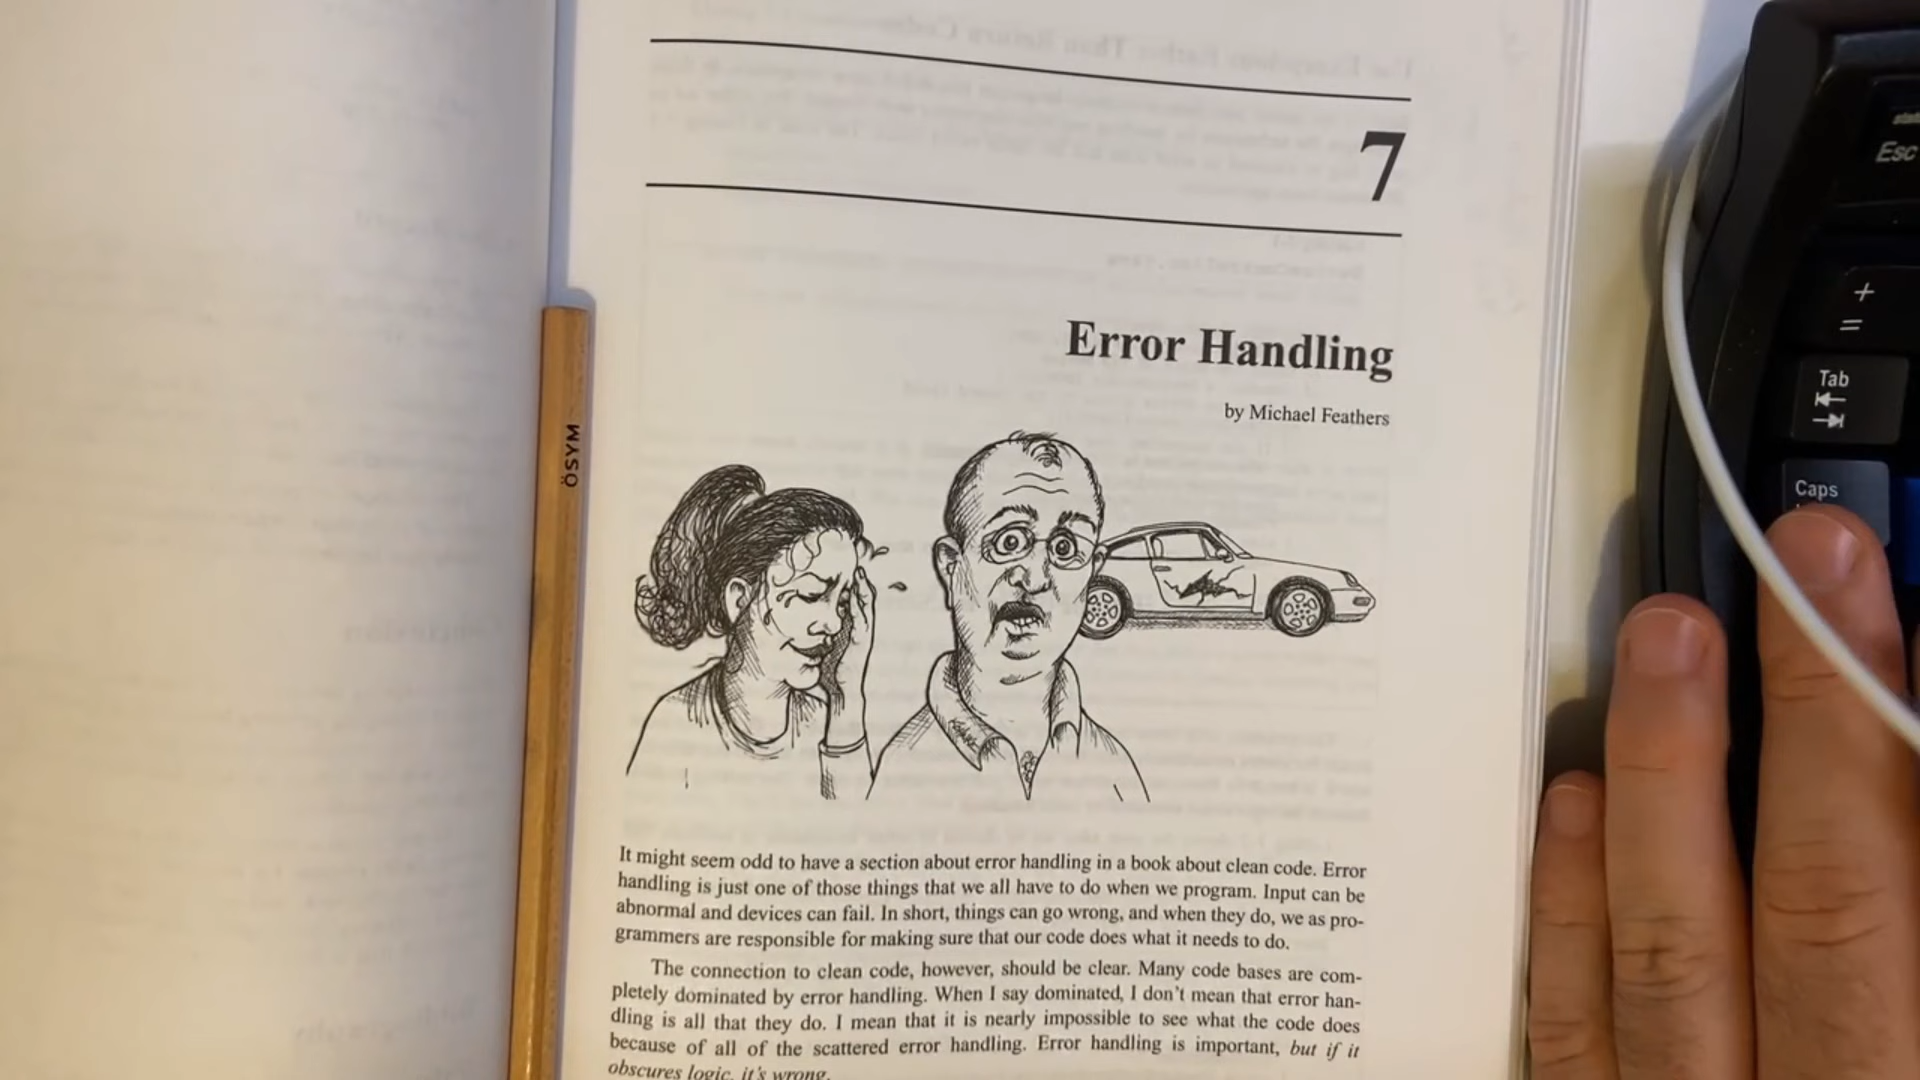 7
Error Handling
by Michael Feathers
It might seem odd to have a section about error handling in a book about clean code. Error
handling is just one of those things that we all have to do when we program. Input can be
abnormal and devices can fail. In short, things can go wrong, and when they do, we as pro-
grammers are responsible for making sure that our code does what it needs to do.
The connection to clean code, however, should be clear. Many code bases are com-
pletely dominated by error handling. When I say dominated, I don't mean that error han-
dling is all that they do. I mean that it is nearly impossible to see what the code does
because of all of the scattered error handling. Error handling is important, but if it
obscures logic, it's wrong.
ÖSYM
Esc
+
=
Tab
Caps